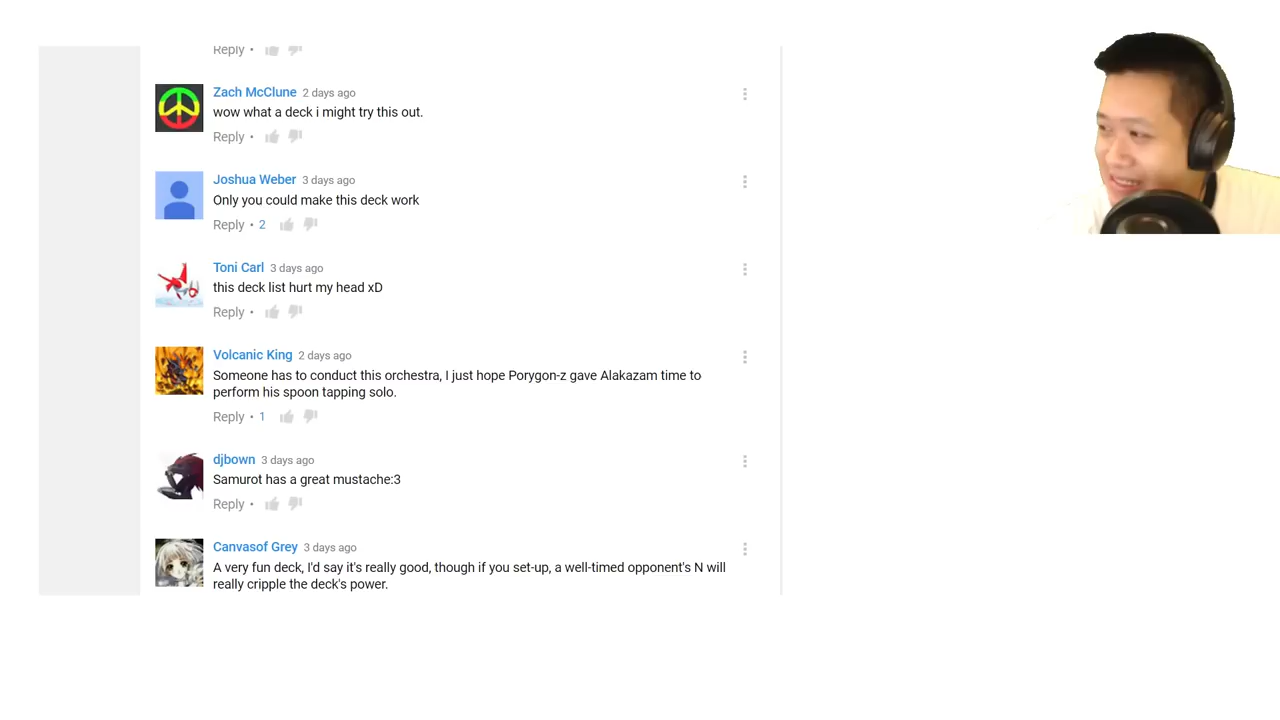 Reply •
Zach McClune 2 days ago
wow what a deck i might try this out.
Reply •
Joshua Weber 3 days ago
Only you could make this deck work
Reply • 2
Toni Carl 3 days ago
this deck list hurt my head xD
Reply •
Volcanic King 2 days ago
Someone has to conduct this orchestra, I just hope Porygon-z gave Alakazam time to
perform his spoon tapping solo.
Reply • 1
djbown 3 days ago
Samurot has a great mustache:3
Reply •
Canvasof Grey 3 days ago
A very fun deck, I'd say it's really good, though if you set-up, a well-timed opponent's N will
really cripple the deck's power.